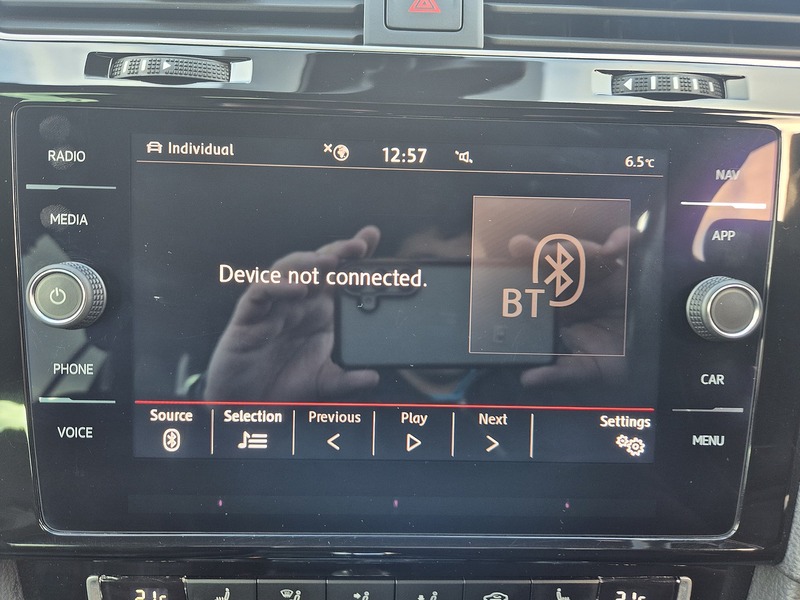 Individual
12:57
6.5°C
RADIO
MEDIA
PHONE
VOICE
Device not connected.
BT
NAV
APP
CAR
MENU
Source
Selection
Previous
Play
Next
Settings